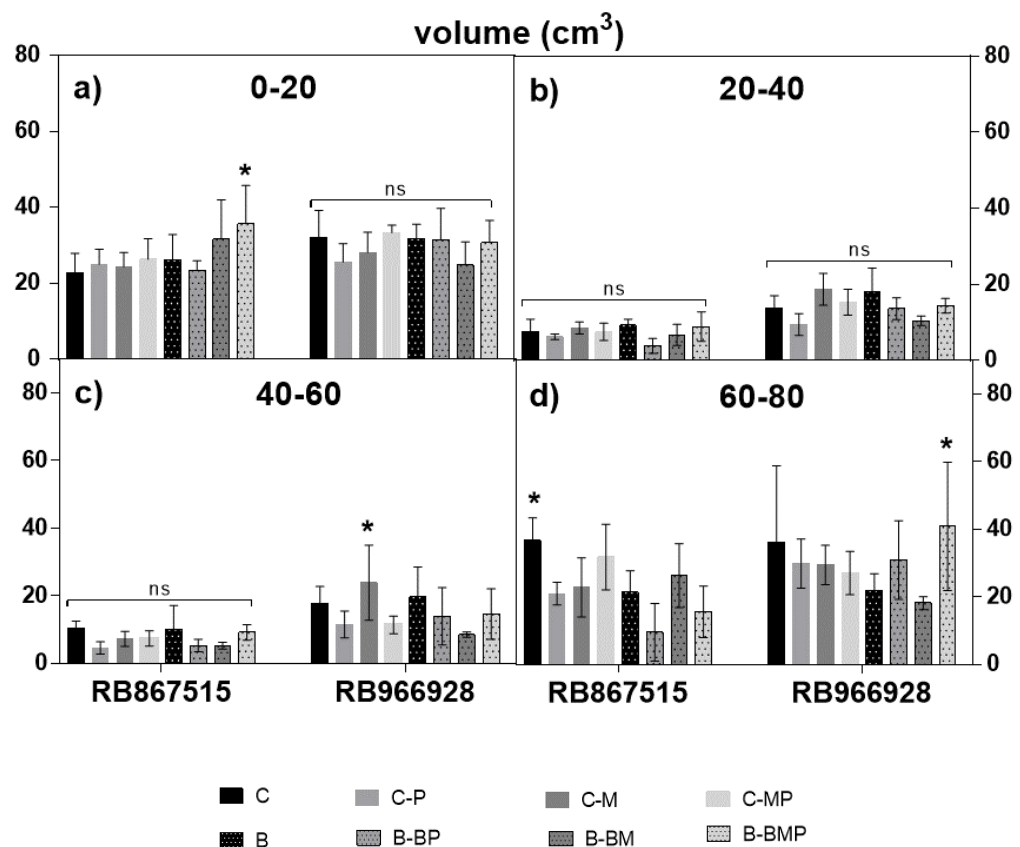 volume (cm³)
80 80
a) 0-20 b) 20-40
60 60
* ns
40 40
ns
20 ns 20
0 0
c) 40-60 d) 60-80
80 80
60 * 60
*
40 * 40
ns
20 20
0 0
RB867515 RB966928 RB867515 RB966928
C C-P C-M C-MP
B B-BP B-BM B-BMP